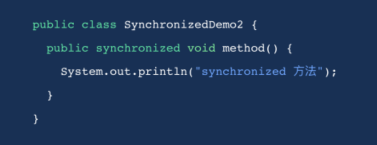 public class SynchronizedDemo2 {
  public synchronized void method() {
    System.out.println("synchronized 方法");
  }
}